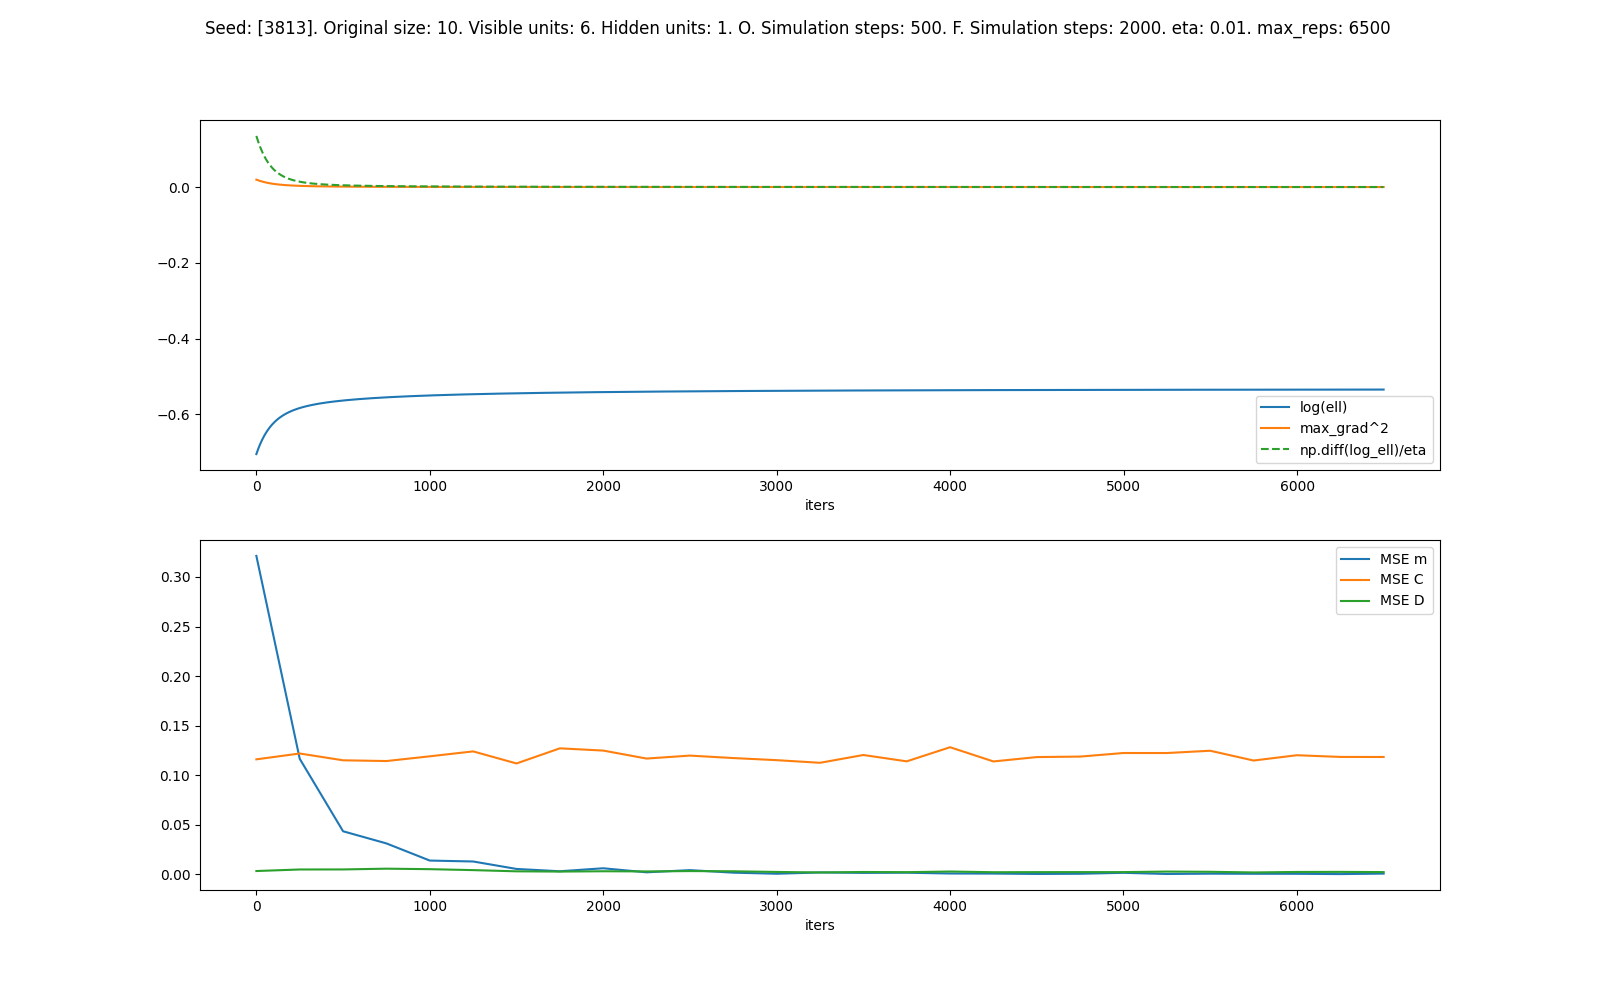 Seed: [3813]. Original size: 10. Visible units: 6. Hidden units: 1. O. Simulation steps: 500. F. Simulation steps: 2000. eta: 0.01. max_reps: 6500
0.0
−0.2
−0.4
−0.6
log(ell)
max_grad^2
np.diff(log_ell)/eta
0 1000 2000 3000 4000 5000 6000
iters
0.30
0.25
0.20
0.15
0.10
0.05
0.00
MSE m
MSE C
MSE D
0 1000 2000 3000 4000 5000 6000
iters